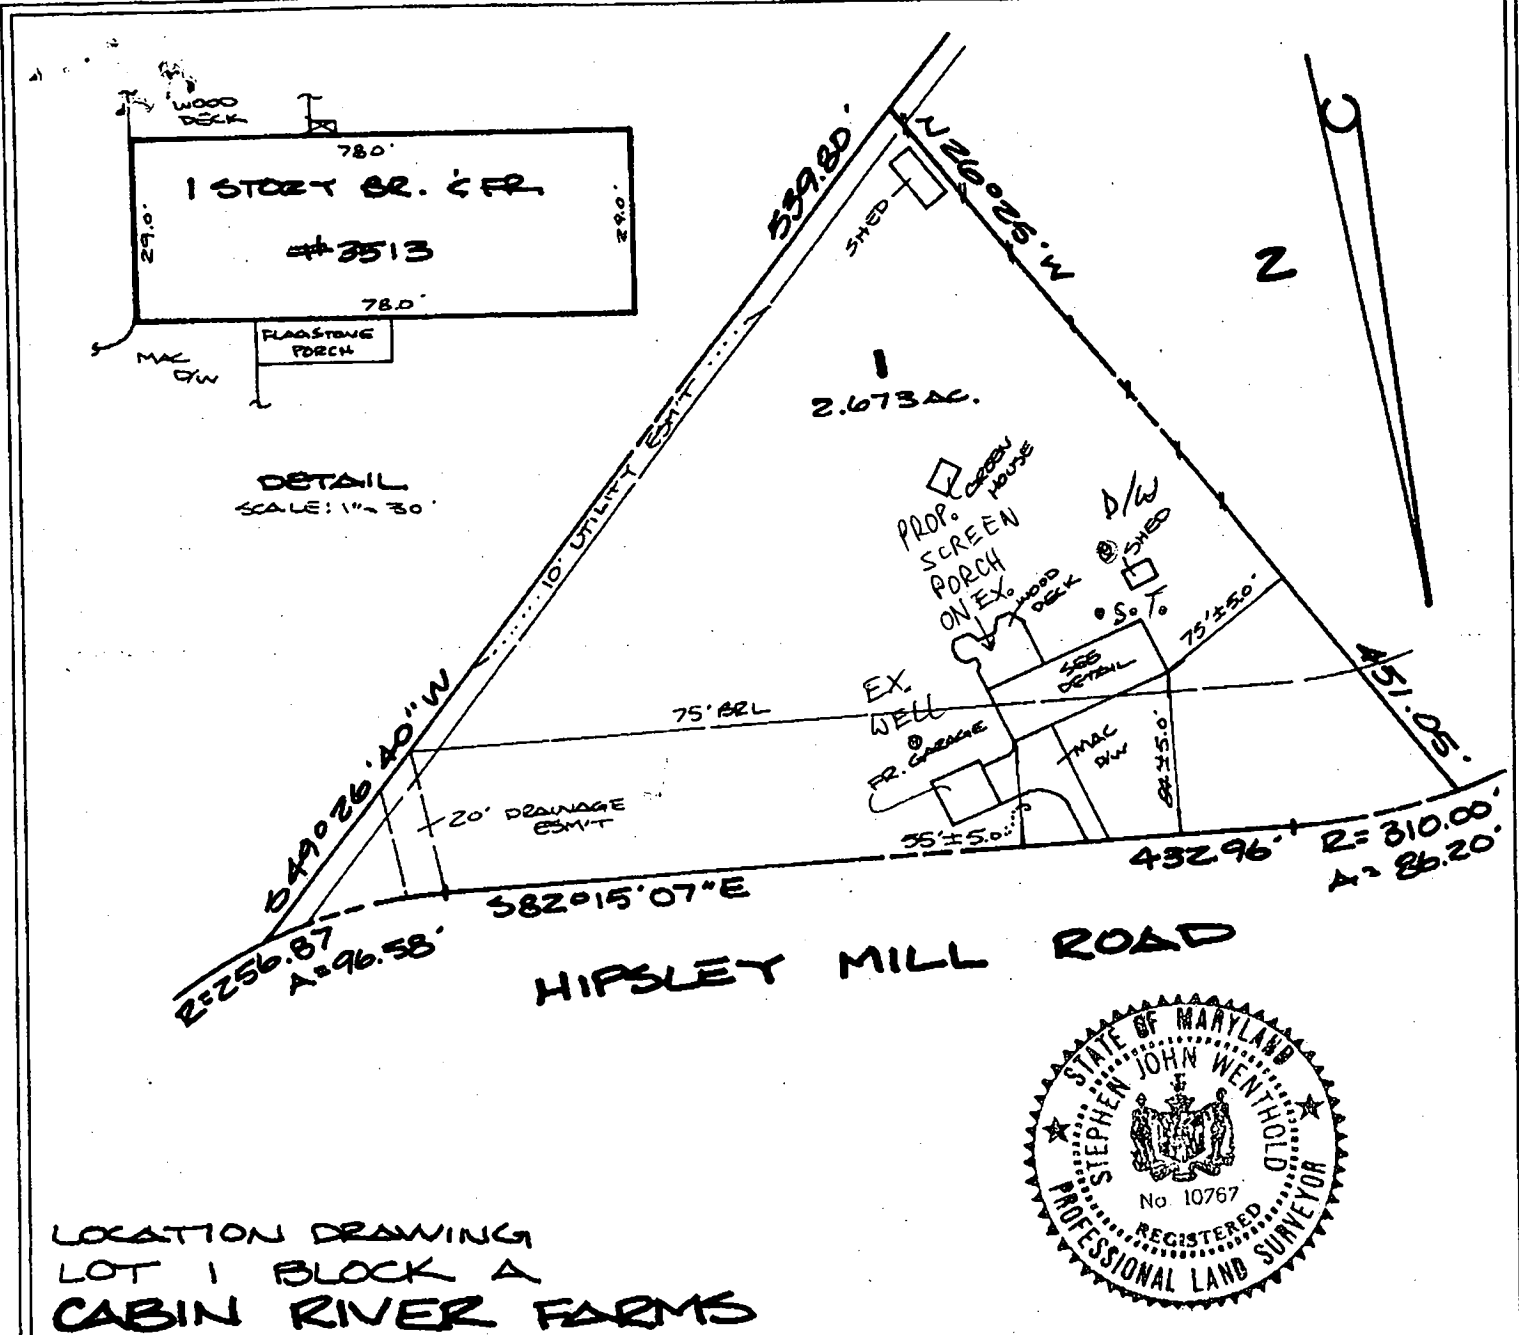 WOOD
DECK
78.0'
1 STORY BR. & FR.
#3513
29.0'
29.0'
78.0'
FLAGSTONE
PORCH
MAC
D/W
DETAIL
SCALE: 1"= 30'
539.80'
N 26°25' W
SHED
2
1
2.673 AC.
10' UTILITY ESM'T
GREEN
HOUSE
PROP.
SCREEN
PORCH
ON EX.
WOOD
DECK
D/W
SHED
S.T.
75'±5.0'
SEE
DETAIL
EX.
WELL
FR. GARAGE
MAC
D/W
84'±5.0'
451.05'
75' BRL
49°26'40"W
20' DRAINAGE
ESM'T
55'±5.0'
432.96'
R= 310.00'
A= 86.20'
S82°15'07"E
R=256.87
A=96.58'
HIPSLEY MILL ROAD
STATE OF MARYLAND
STEPHEN JOHN WENTHOLD
No. 10767
REGISTERED
PROFESSIONAL LAND SURVEYOR
LOCATION DRAWING
LOT 1 BLOCK A
CABIN RIVER FARMS